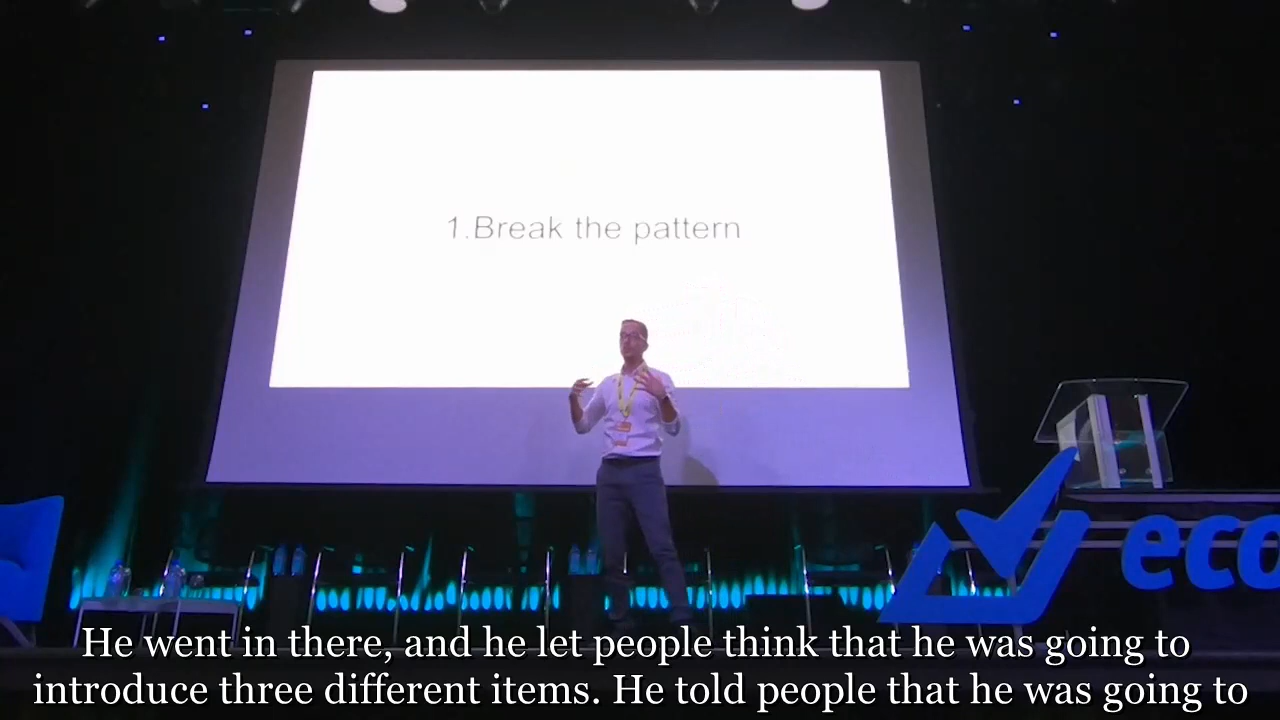 1.Break the pattern
eco
He went in there, and he let people think that he was going to
introduce three different items. He told people that he was going to